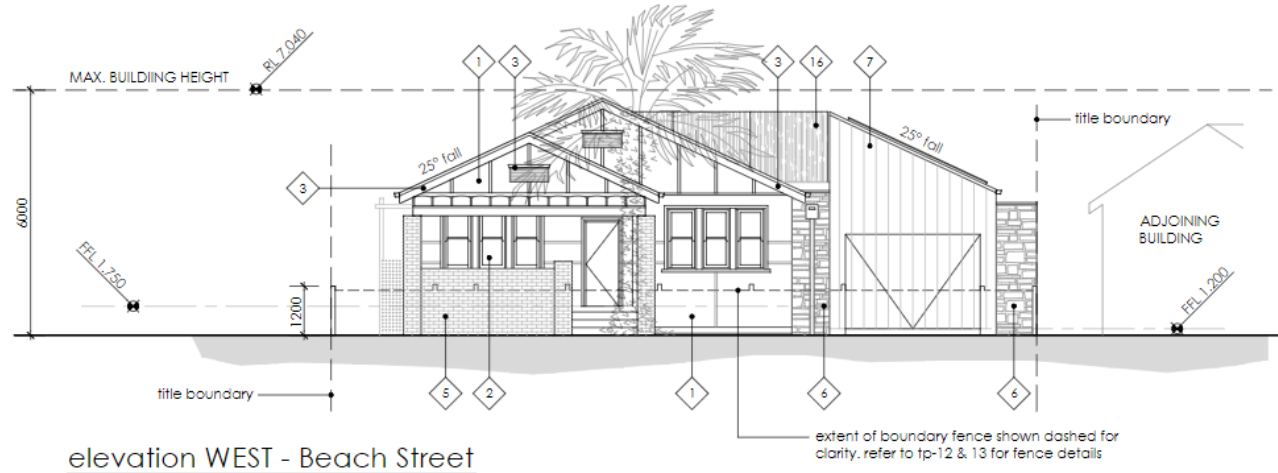 MAX. BUILDIING HEIGHT
RL 7.040
1
3
3
16
7
title boundary
25° fall
25° fall
3
6000
ADJOINING
BUILDING
FFL 1.750
FFL 1.200
1200
title boundary
5
2
1
6
6
extent of boundary fence shown dashed for
clarity. refer to tp-12 & 13 for fence details
elevation WEST - Beach Street